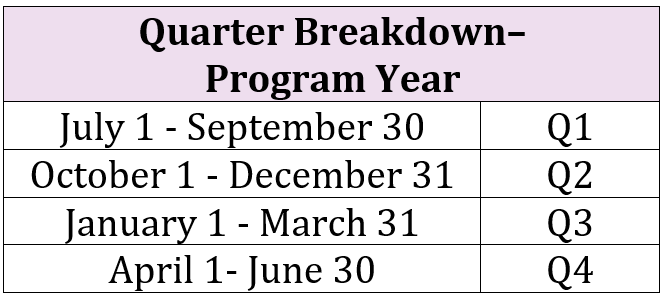 Quarter Breakdown–
Program Year
July 1 - September 30 Q1
October 1 - December 31 Q2
January 1 - March 31 Q3
April 1- June 30 Q4